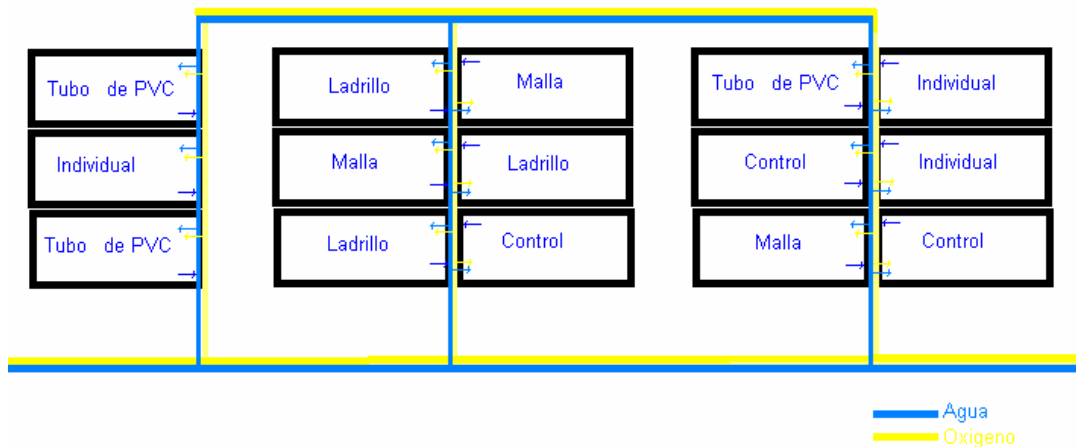 Tubo de PVC
Ladrillo
Malla
Tubo de PVC
Individual
Individual
Malla
Ladrillo
Control
Individual
Tubo de PVC
Ladrillo
Control
Malla
Control
Agua
Oxigeno